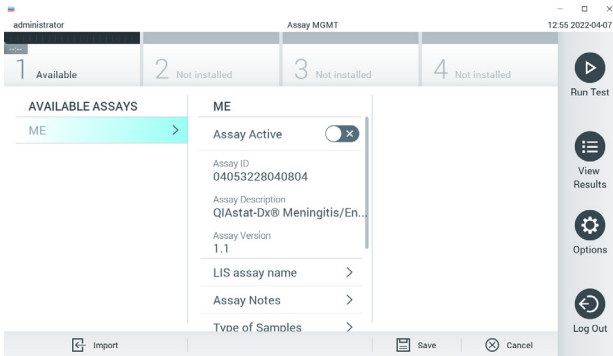 administrator
Assay MGMT
12:55 2022-04-07
--:--
1 Available
2 Not installed
3 Not installed
4 Not installed
Run Test
View
Results
Options
Log Out
AVAILABLE ASSAYS
ME
ME
Assay Active
Assay ID
04053228040804
Assay Description
QIAstat-Dx® Meningitis/En...
Assay Version
1.1
LIS assay name
Assay Notes
Type of Samples
Import
Save
Cancel